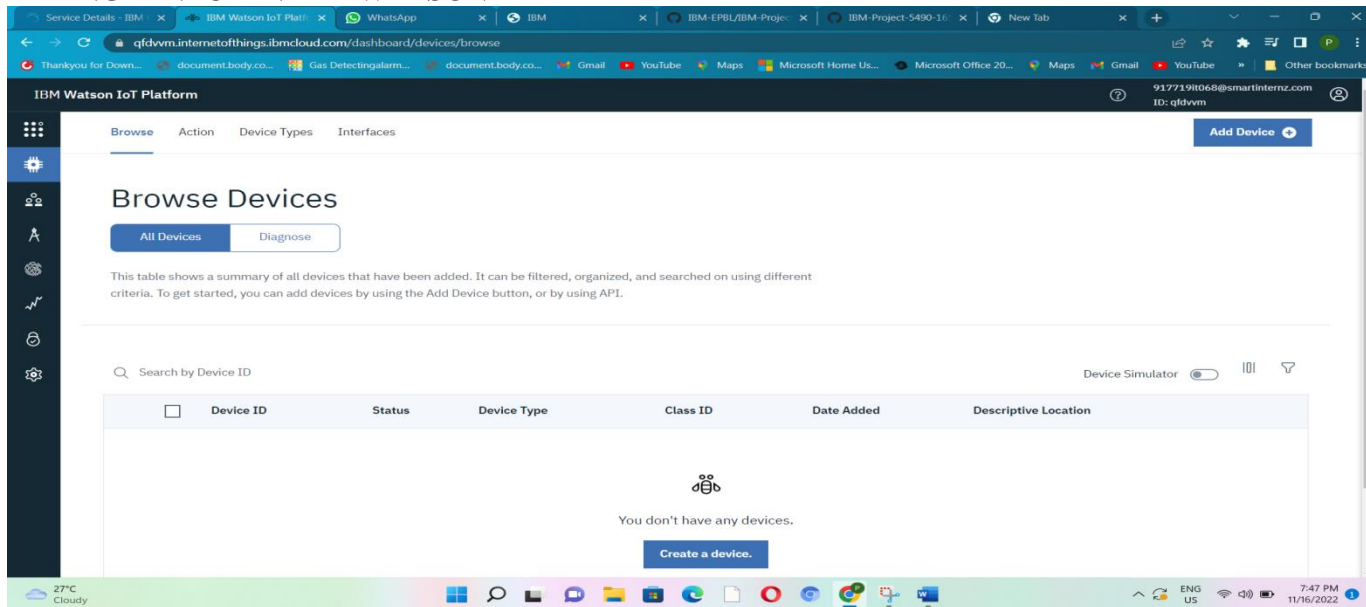 Service Details - IBM
IBM Watson IoT Platf
WhatsApp
IBM
IBM-EPBL/IBM-Projec
IBM-Project-5490-16
New Tab
qfdvvm.internetofthings.ibmcloud.com/dashboard/devices/browse
P
Thankyou for Down...
document.body.co...
Gas Detectingalarm...
document.body.co...
Gmail
YouTube
Maps
Microsoft Home Us...
Microsoft Office 20...
Maps
Gmail
YouTube
»
Other bookmarks
IBM Watson IoT Platform
917719it068@smartinternz.com
ID: qfdvvm
Browse Action Device Types Interfaces
Add Device
Browse Devices
All Devices Diagnose
This table shows a summary of all devices that have been added. It can be filtered, organized, and searched on using different
criteria. To get started, you can add devices by using the Add Device button, or by using API.
Search by Device ID
Device Simulator
Device ID Status Device Type Class ID Date Added Descriptive Location
You don't have any devices.
Create a device.
27°C
Cloudy
ENG
US
7:47 PM
11/16/2022
1